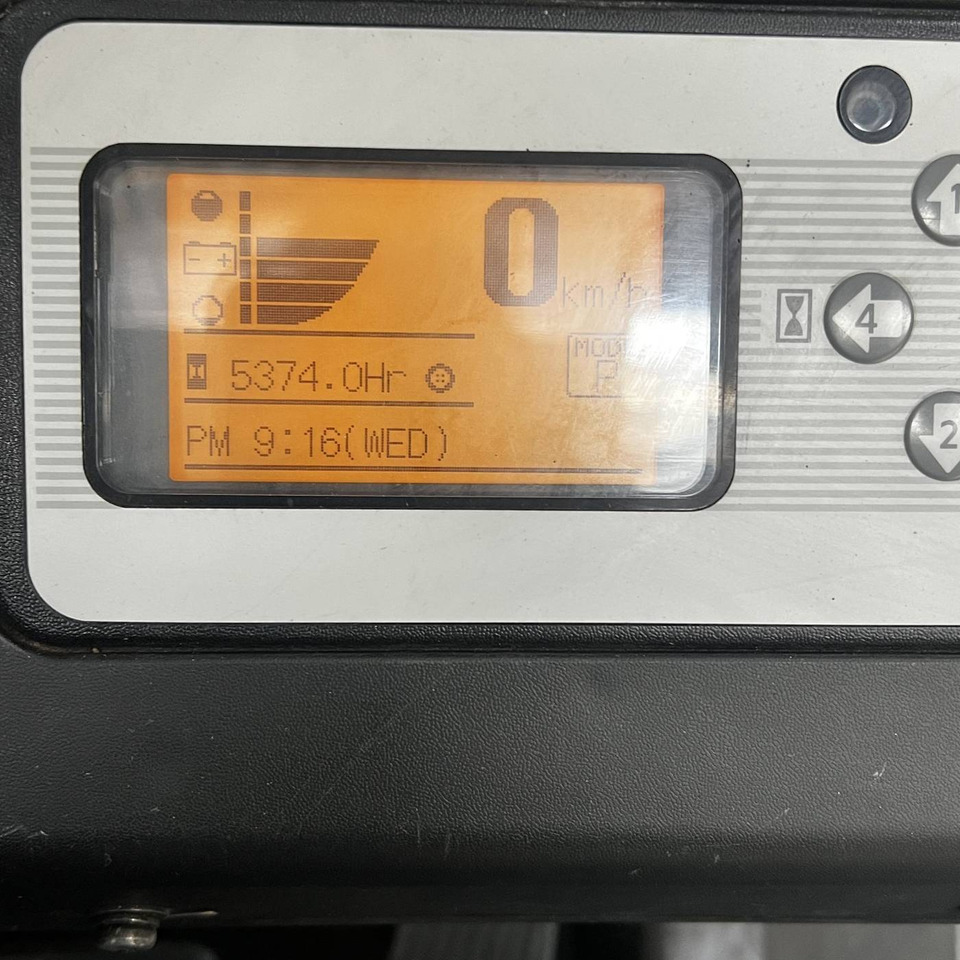 0 km/h
5374.0Hr
MODE
P
PM 9:16(WED)
1
4
2